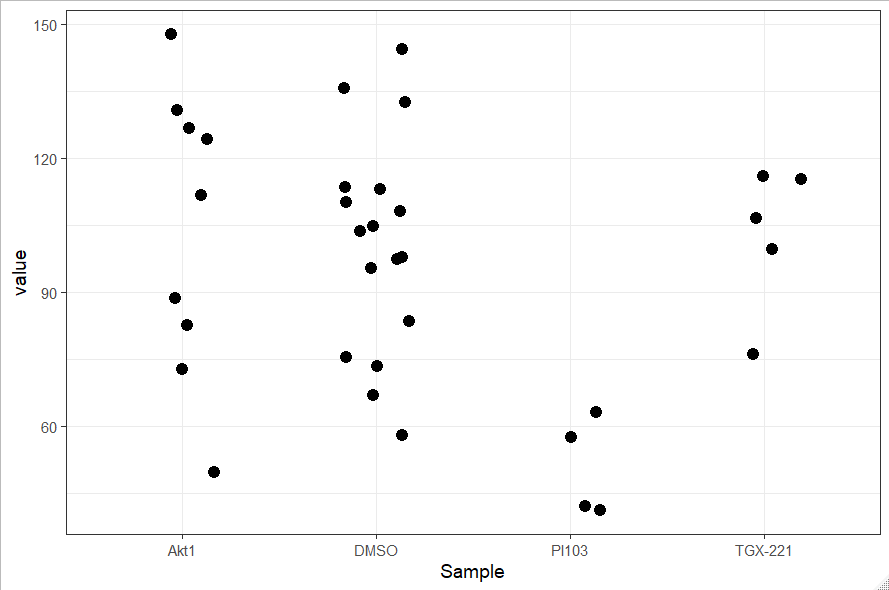 150
120
90
60
value
Akt1 DMSO PI103 TGX-221
Sample